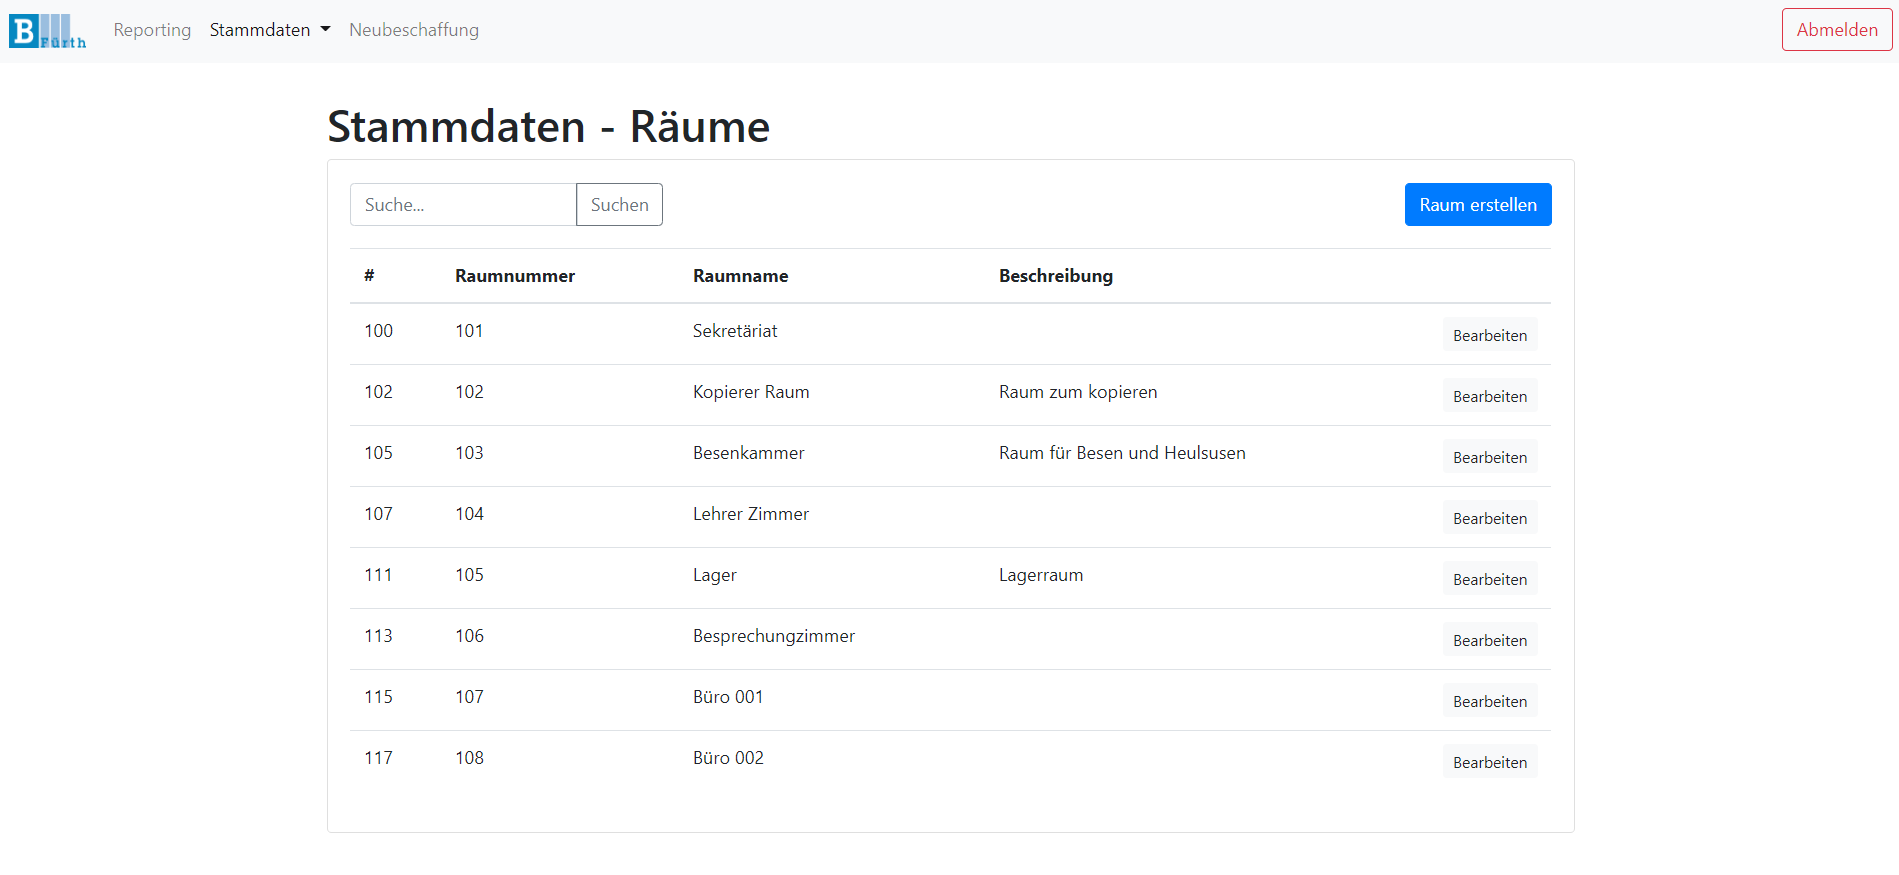 B Fürth Reporting Stammdaten Neubeschaffung Abmelden
Stammdaten - Räume
Suche... Suchen Raum erstellen
# Raumnummer Raumname Beschreibung
100 101 Sekretäriat Bearbeiten
102 102 Kopierer Raum Raum zum kopieren Bearbeiten
105 103 Besenkammer Raum für Besen und Heulsusen Bearbeiten
107 104 Lehrer Zimmer Bearbeiten
111 105 Lager Lagerraum Bearbeiten
113 106 Besprechungzimmer Bearbeiten
115 107 Büro 001 Bearbeiten
117 108 Büro 002 Bearbeiten